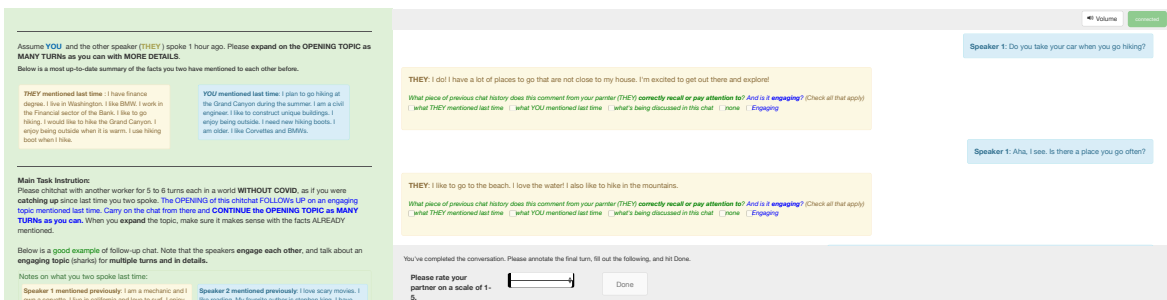 Assume YOU and the other speaker (THEY ) spoke 1 hour ago. Please expand on the OPENING TOPIC as
MANY TURNs as you can with MORE DETAILS.
Below is a most up-to-date summary of the facts you two have mentioned to each other before.
THEY mentioned last time : I have finance
degree. I live in Washington. I like BMW. I work in
the Financial sector of the Bank. I like to go
hiking. I would like to hike the Grand Canyon. I
enjoy being outside when it is warm. I use hiking
boot when I hike.
YOU mentioned last time: I plan to go hiking at
the Grand Canyon during the summer. I am a civil
engineer. I like to construct unique buildings. I
enjoy being outside. I need new hiking boots. I
am older. I like Corvettes and BMWs.
Main Task Instrution:
Please chitchat with another worker for 5 to 6 turns each in a world WITHOUT COVID, as if you were
catching up since last time you two spoke. The OPENING of this chitchat FOLLOWs UP on an engaging
topic mentioned last time. Carry on the chat from there and CONTINUE the OPENING TOPIC as MANY
TURNs as you can. When you expand the topic, make sure it makes sense with the facts ALREADY
mentioned.
Below is a good example of follow-up chat. Note that the speakers engage each other, and talk about an
engaging topic (sharks) for multiple turns and in details.
Notes on what you two spoke last time:
Speaker 1 mentioned previously: I am a mechanic and I
Speaker 2 mentioned previously: I love scary movies. I
Volume
connected
Speaker 1: Do you take your car when you go hiking?
THEY: I do! I have a lot of places to go that are not close to my house. I'm excited to get out there and explore!
What piece of previous chat history does this comment from your parnter (THEY) correctly recall or pay attention to? And is it engaging? (Check all that apply)
what THEY mentioned last time what YOU mentioned last time what's being discussed in this chat none Engaging
Speaker 1: Aha, I see. Is there a place you go often?
THEY: I like to go to the beach. I love the water! I also like to hike in the mountains.
What piece of previous chat history does this comment from your parnter (THEY) correctly recall or pay attention to? And is it engaging? (Check all that apply)
what THEY mentioned last time what YOU mentioned last time what's being discussed in this chat none Engaging
You've completed the conversation. Please annotate the final turn, fill out the following, and hit Done.
Please rate your
partner on a scale of 1-
5.
Done